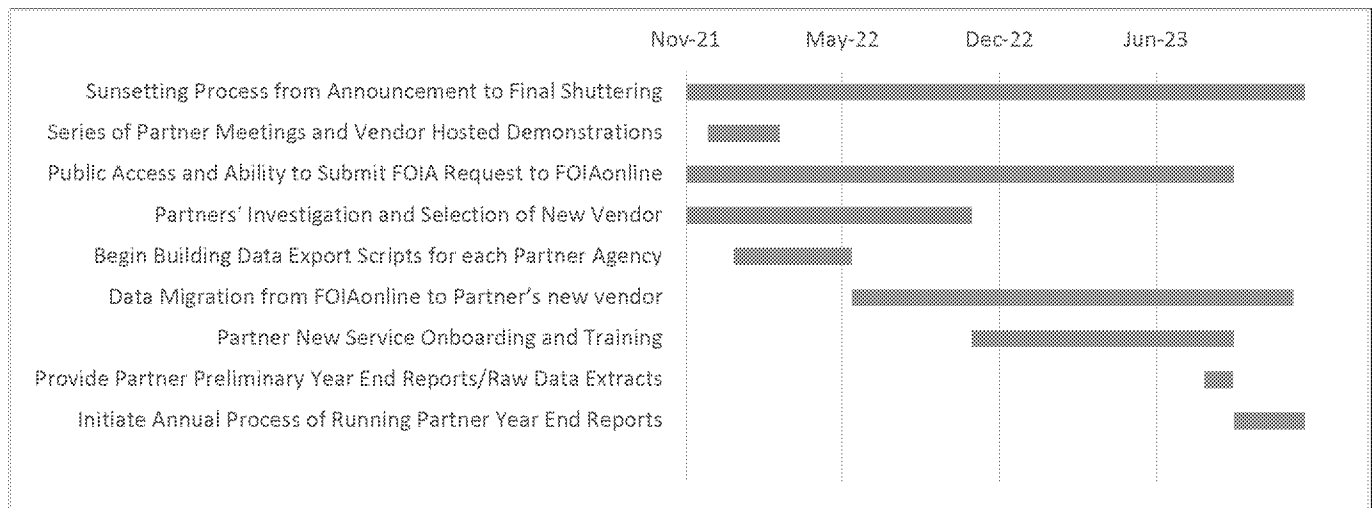 Nov-21 May-22 Dec-22 Jun-23
Sunsetting Process from Announcement to Final Shuttering
Series of Partner Meetings and Vendor Hosted Demonstrations
Public Access and Ability to Submit FOIA Request to FOIAonline
Partners' Investigation and Selection of New Vendor
Begin Building Data Export Scripts for each Partner Agency
Data Migration from FOIAonline to Partner's new vendor
Partner New Service Onboarding and Training
Provide Partner Preliminary Year End Reports/Raw Data Extracts
Initiate Annual Process of Running Partner Year End Reports